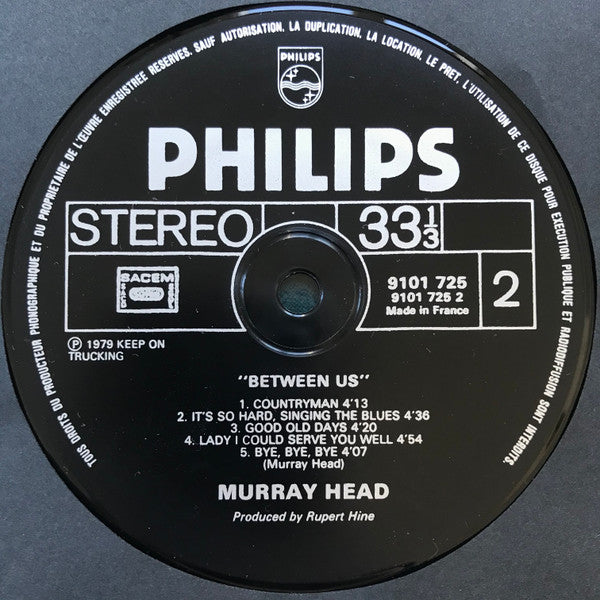 TOUS DROITS DU PRODUCTEUR PHONOGRAPHIQUE ET DU PROPRIETAIRE DE L'ŒUVRE ENREGISTREE RESERVES. SAUF AUTORISATION. LA DUPLICATION. LA LOCATION. LE PRET. L'UTILISATION DE CE DISQUE POUR EXECUTION PUBLIQUE ET RADIODIFFUSION SONT INTERDITS.
PHILIPS
PHILIPS
STEREO
33 1/3
SACEM
9101 725
9101 725 2
Made in France
2
Ⓟ 1979 KEEP ON
TRUCKING
"BETWEEN US"
1. COUNTRYMAN 4'13
2. IT'S SO HARD, SINGING THE BLUES 4'36
3. GOOD OLD DAYS 4'20
4. LADY I COULD SERVE YOU WELL 4'54
5. BYE, BYE, BYE 4'07
(Murray Head)
MURRAY HEAD
Produced by Rupert Hine